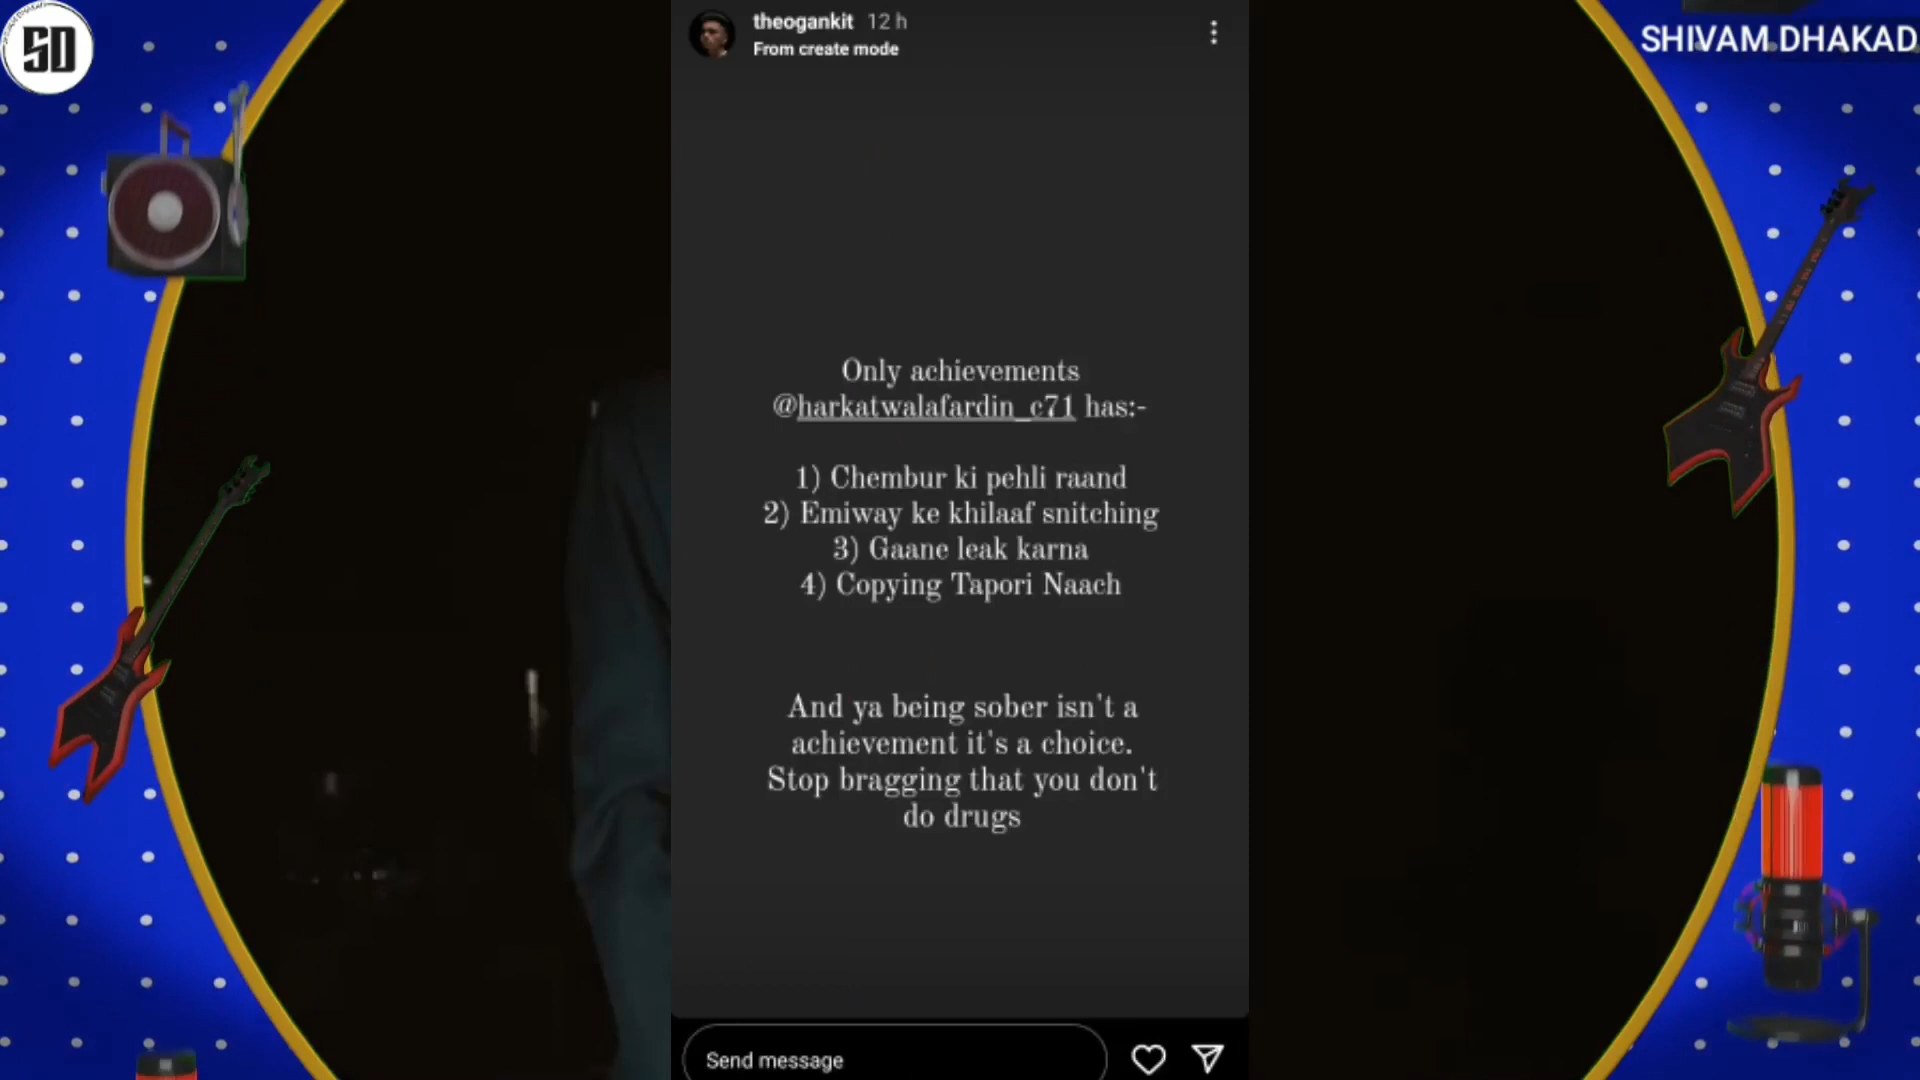 SD
SHIVAM DHAKAD
theogankit 12 h
From create mode
Only achievements
@harkatwalafardin_c71 has:-
1) Chembur ki pehli raand
2) Emiway ke khilaaf snitching
3) Gaane leak karna
4) Copying Tapori Naach
And ya being sober isn't a
achievement it's a choice.
Stop bragging that you don't
do drugs
Send message